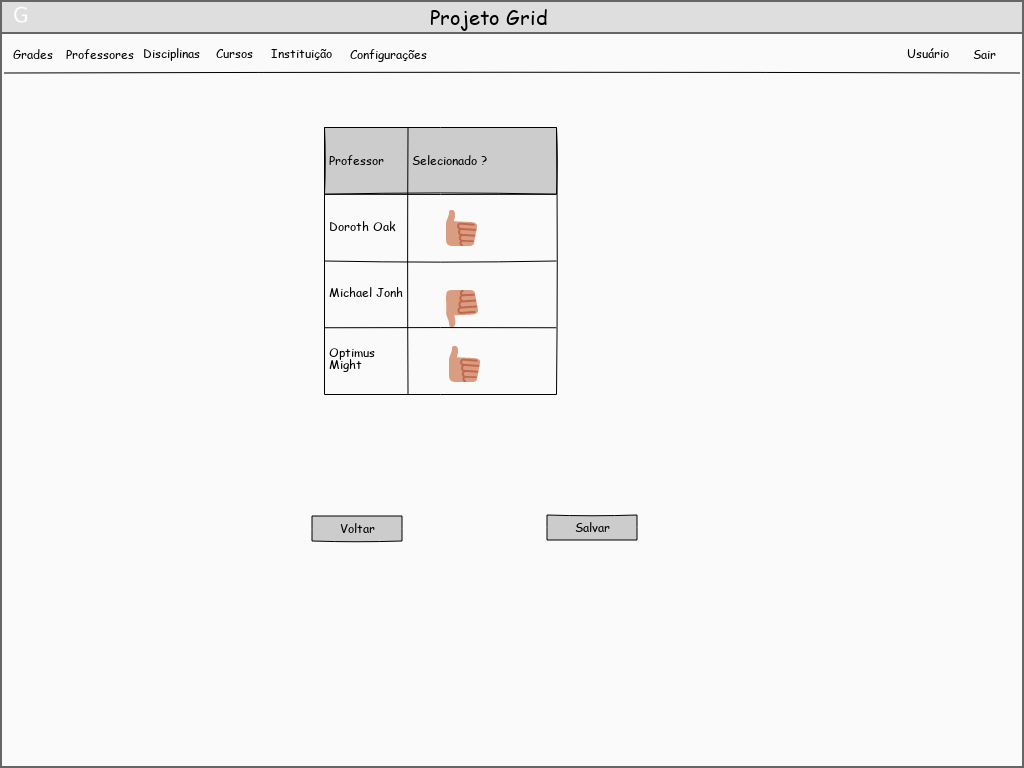 G
Projeto Grid
Grades Professores Disciplinas Cursos Instituição Configurações Usuário Sair
Professor Selecionado ?
Doroth Oak
Michael Jonh
Optimus
Might
Voltar Salvar